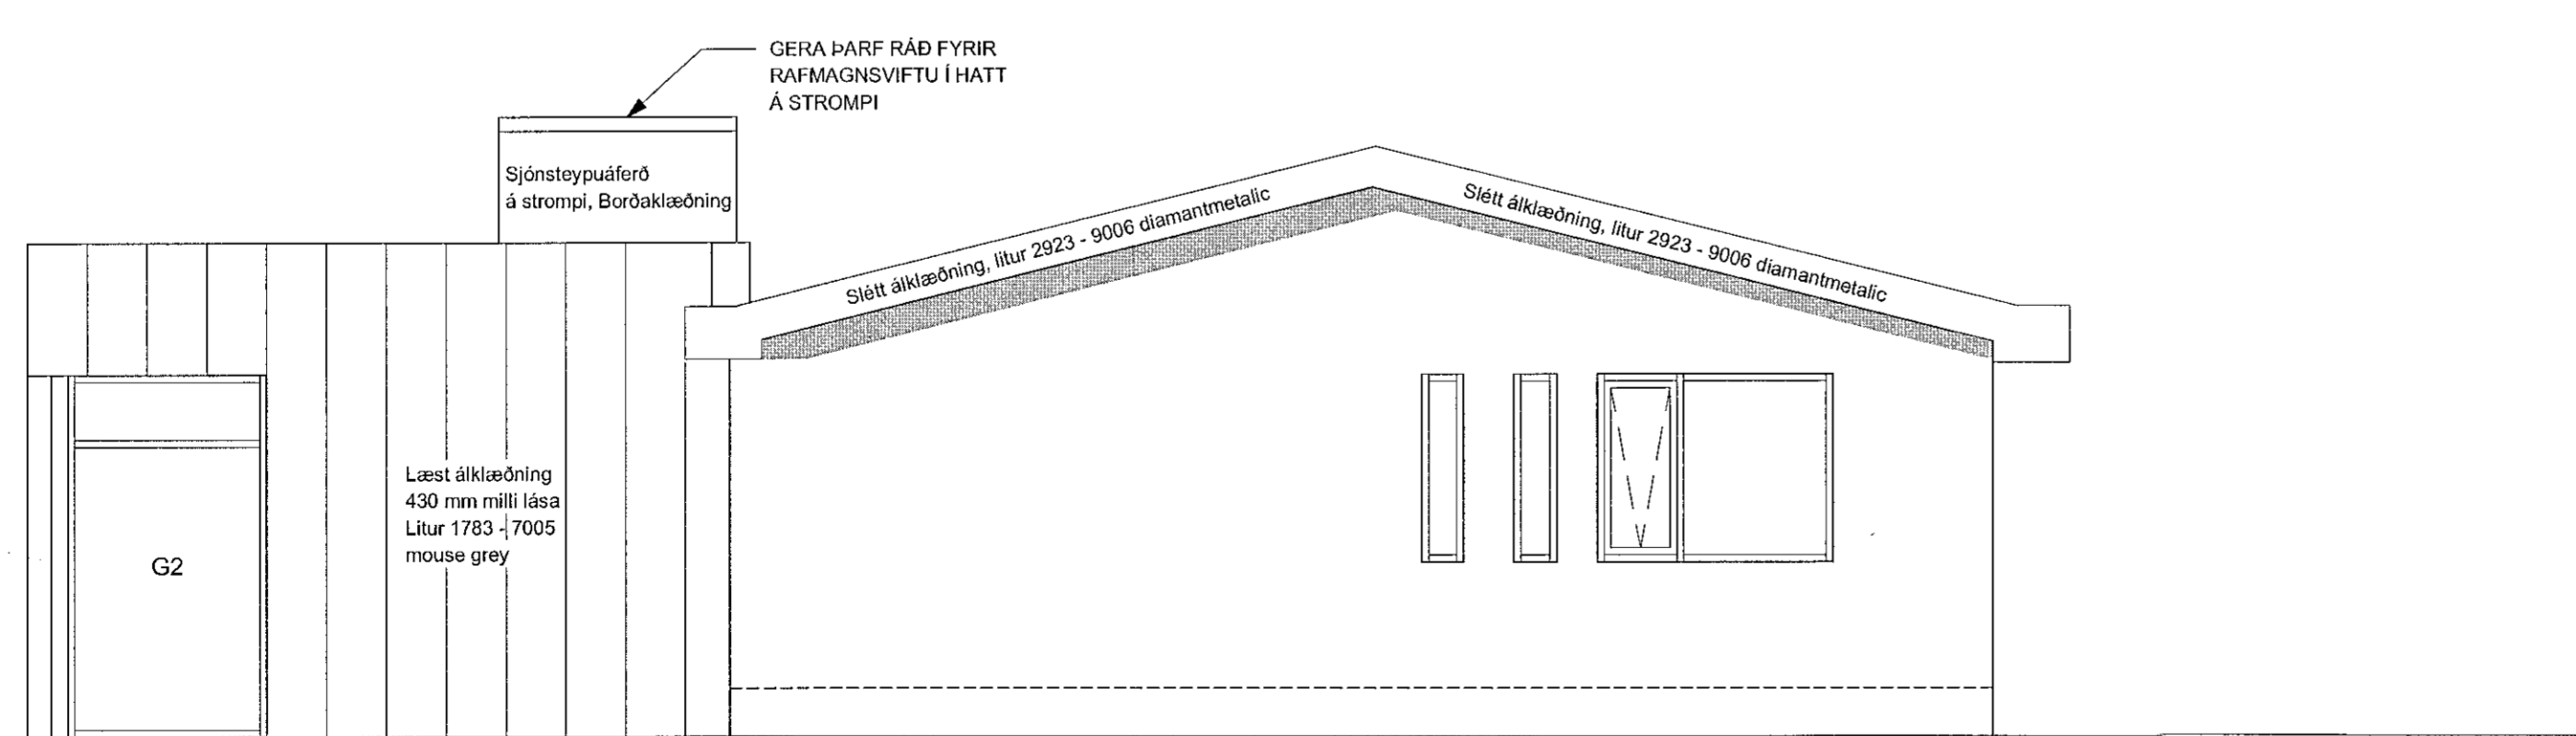 GERA ÞARF RÁÐ FYRIR
RAFMAGNSVIFTU Í HATT
Á STROMPI
Sjónsteypuáferð
á strompi, Borðaklæðning
Slétt álklæðning, litur 2923 - 9006 diamantmetalic
Slétt álklæðning, litur 2923 - 9006 diamantmetalic
Læst álklæðning
430 mm milli lása
Litur 1783 - 7005
mouse grey
G2